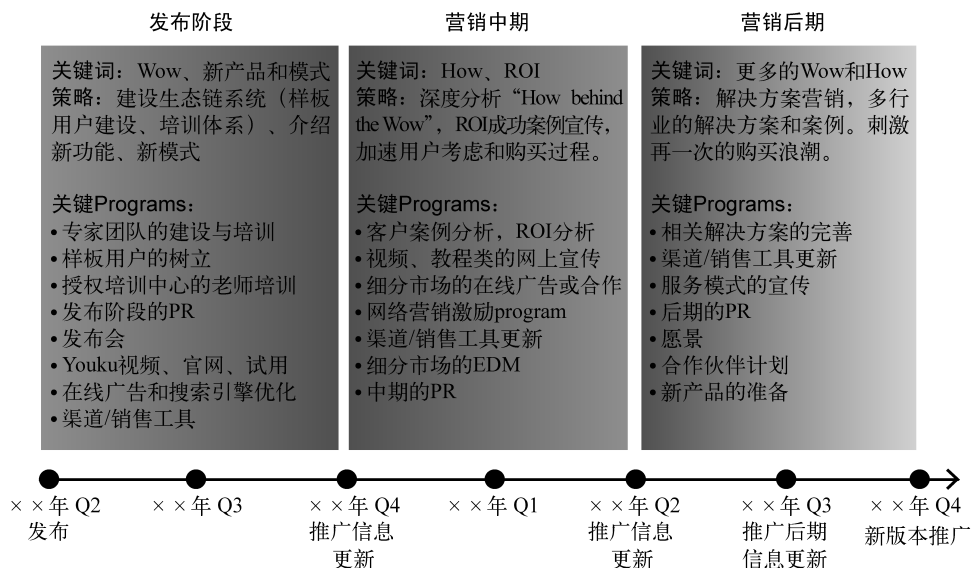 发布阶段
关键词：Wow、新产品和模式
策略：建设生态链系统（样板
用户建设、培训体系）、介绍
新功能、新模式
关键Programs：
• 专家团队的建设与培训
• 样板用户的树立
• 授权培训中心的老师培训
• 发布阶段的PR
• 发布会
• Youku视频、官网、试用
• 在线广告和搜索引擎优化
• 渠道/销售工具
营销中期
关键词：How、ROI
策略：深度分析“How behind
the Wow”，ROI成功案例宣传，
加速用户考虑和购买过程。
关键Programs：
• 客户案例分析，ROI分析
• 视频、教程类的网上宣传
• 细分市场的在线广告或合作
• 网络营销激励program
• 渠道/销售工具更新
• 细分市场的EDM
• 中期的PR
营销后期
关键词：更多的Wow和How
策略：解决方案营销，多行
业的解决方案和案例。刺激
再一次的购买浪潮。
关键Programs：
• 相关解决方案的完善
• 渠道/销售工具更新
• 服务模式的宣传
• 后期的PR
• 愿景
• 合作伙伴计划
• 新产品的准备
××年 Q2
发布
××年 Q3
××年 Q4
推广信息
更新
××年 Q1
××年 Q2
推广信息
更新
××年 Q3
推广后期
信息更新
××年 Q4
新版本推广